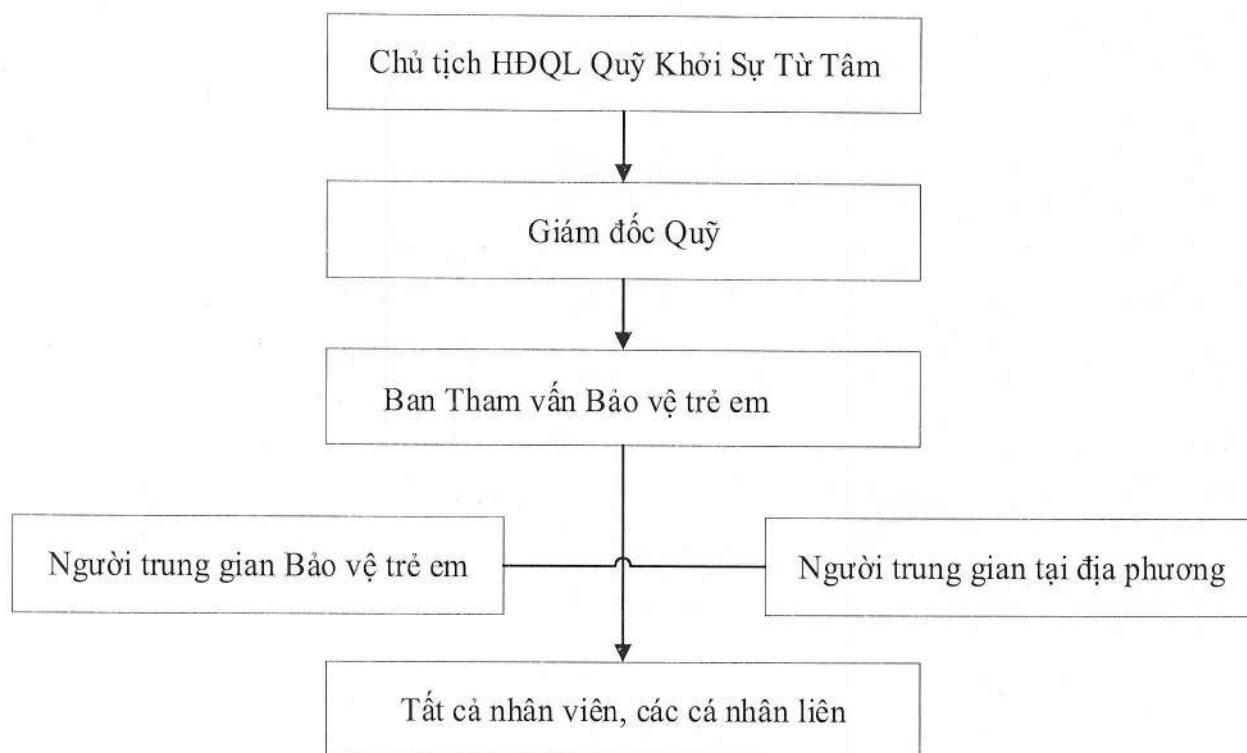 Chủ tịch HĐQL Quỹ Khởi Sự Từ Tâm
Giám đốc Quỹ
Ban Tham vấn Bảo vệ trẻ em
Người trung gian Bảo vệ trẻ em
Người trung gian tại địa phương
Tất cả nhân viên, các cá nhân liên